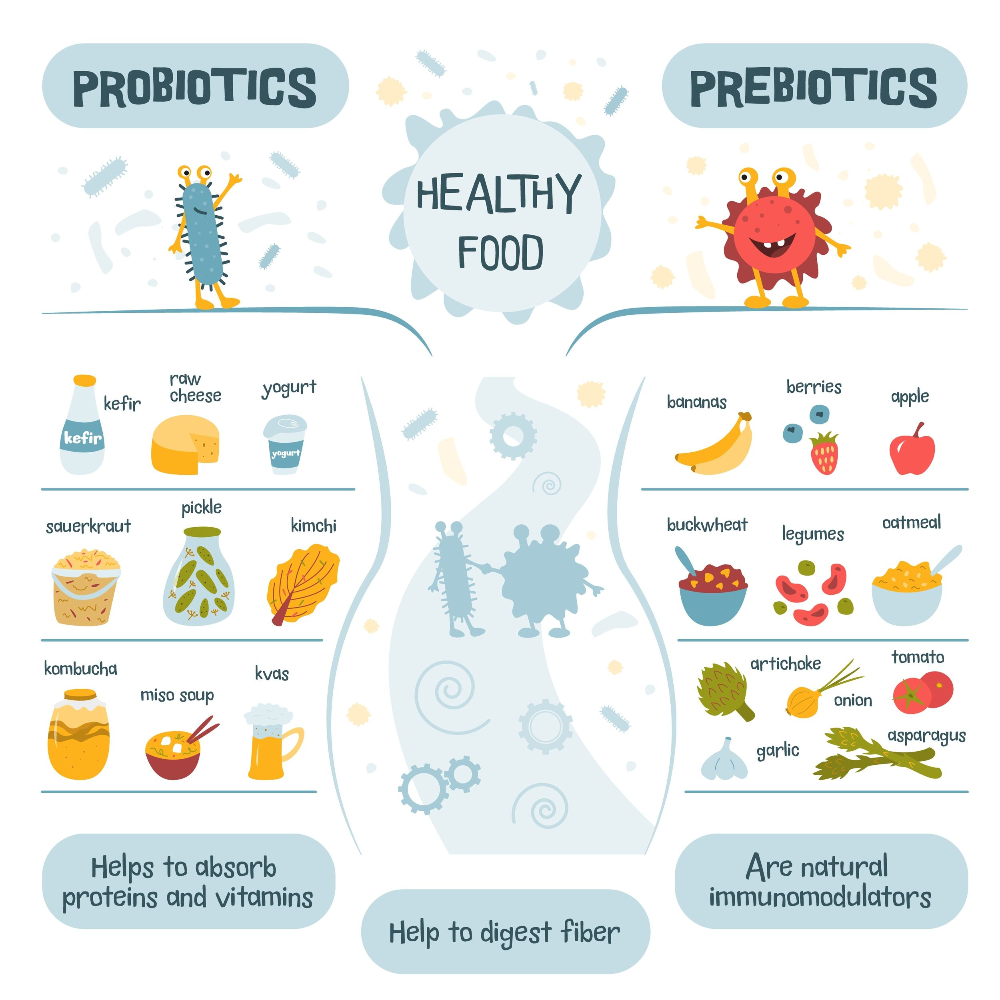 PROBIOTICS
PREBIOTICS
HEALTHY
FOOD
kefir
kefir
raw
cheese
yogurt
yogurt
sauerkraut
pickle
kimchi
kombucha
miso soup
kvas
bananas
berries
apple
buckwheat
legumes
oatmeal
artichoke
onion
tomato
garlic
asparagus
Helps to absorb
proteins and vitamins
Help to digest fiber
Are natural
immunomodulators